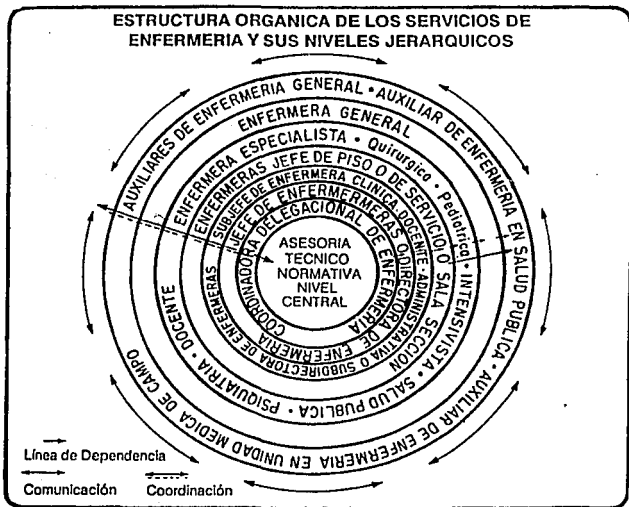 ESTRUCTURA ORGANICA DE LOS SERVICIOS DE
ENFERMERIA Y SUS NIVELES JERARQUICOS
AUXILIARES DE ENFERMERIA GENERAL • AUXILIAR DE ENFERMERIA EN SALUD PUBLICA • AUXILIAR DE ENFERMERIA EN UNIDAD MEDICA DE CAMPO
ENFERMERA GENERAL
ENFERMERA ESPECIALISTA • Quirurgico • Pediatrico • INTENSIVISTA • SALUD PUBLICA • PSIQUIATRIA • DOCENTE
ENFERMERAS JEFE DE PISO O DE SERVICIO O SALA SECCION
SUBJEFE DE ENFERMERA CLINICA, DOCENTE ADMINISTRATIVA O SUBDIRECTORA DE ENFERMERAS
JEFE DE ENFERMERMERAS O DIRECTORA DE ENFERMERIA
COORDINADORA DELEGACIONAL DE ENFERMERIA
ASESORIA
TECNICO
NORMATIVA
NIVEL
CENTRAL
Línea de Dependencia
Comunicación
Coordinación